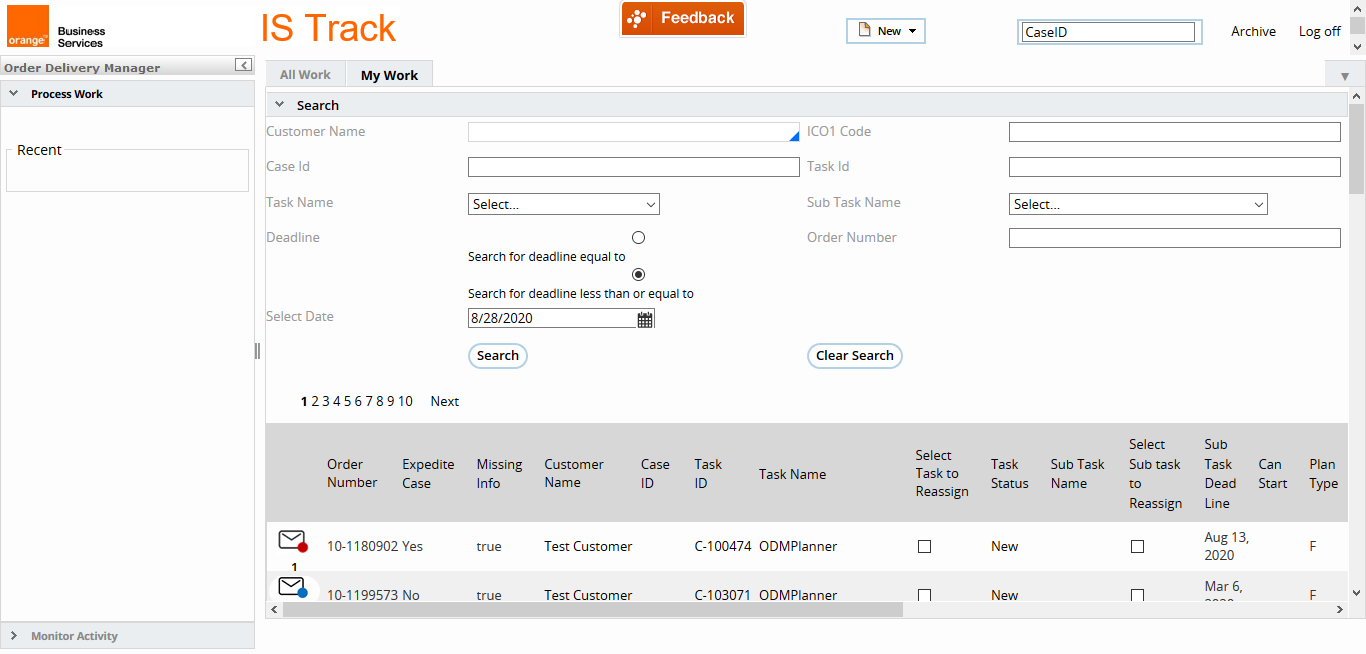 orange™
Business
Services
IS Track
Feedback
New
CaseID
Archive
Log off
Order Delivery Manager
Process Work
Recent
Monitor Activity
All Work
My Work
Search
Customer Name
ICO1 Code
Case Id
Task Id
Task Name
Select...
Sub Task Name
Select...
Deadline
Order Number
Search for deadline equal to
Search for deadline less than or equal to
Select Date
8/28/2020
Search
Clear Search
1 2 3 4 5 6 7 8 9 10 Next
Order
Number
Expedite
Case
Missing
Info
Customer
Name
Case
ID
Task
ID
Task Name
Select
Task to
Reassign
Task
Status
Sub Task
Name
Select
Sub task
to
Reassign
Sub
Task
Dead
Line
Can
Start
Plan
Type
1
10-1180902 Yes true Test Customer C-100474 ODMPlanner New Aug 13,
2020
F
10-1199573 No true Test Customer C-103071 ODMPlanner New Mar 6,
2020
F